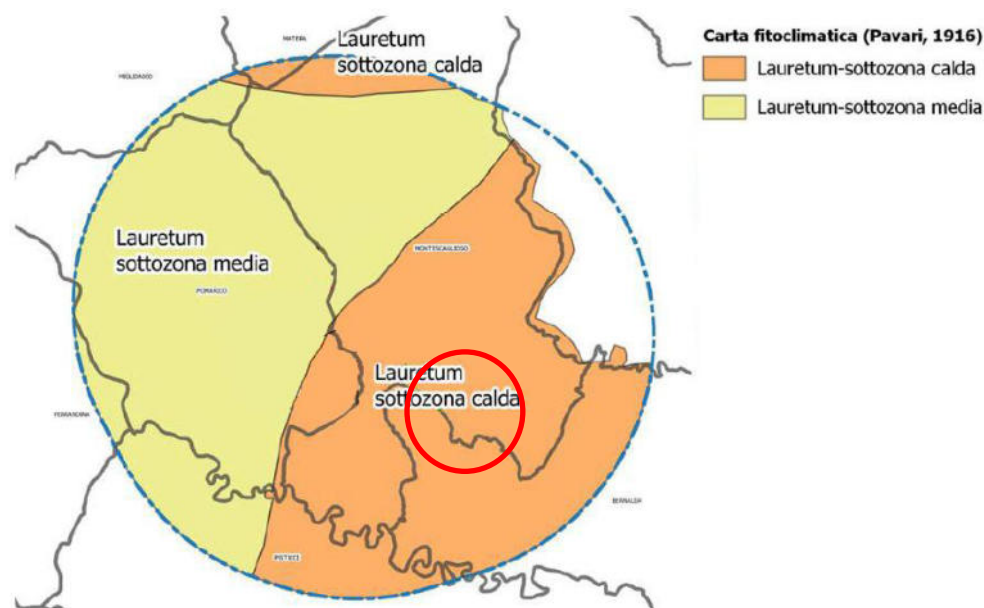 MATERA
Lauretum
sottozona calda
MIGLIONICO
Carta fitoclimatica (Pavari, 1916)
Lauretum-sottozona calda
Lauretum-sottozona media
Lauretum
sottozona media
MONTESCAGLIOSO
POMARICO
Lauretum
sottozona calda
FERRANDINA
BERNALDA
PISTICCI